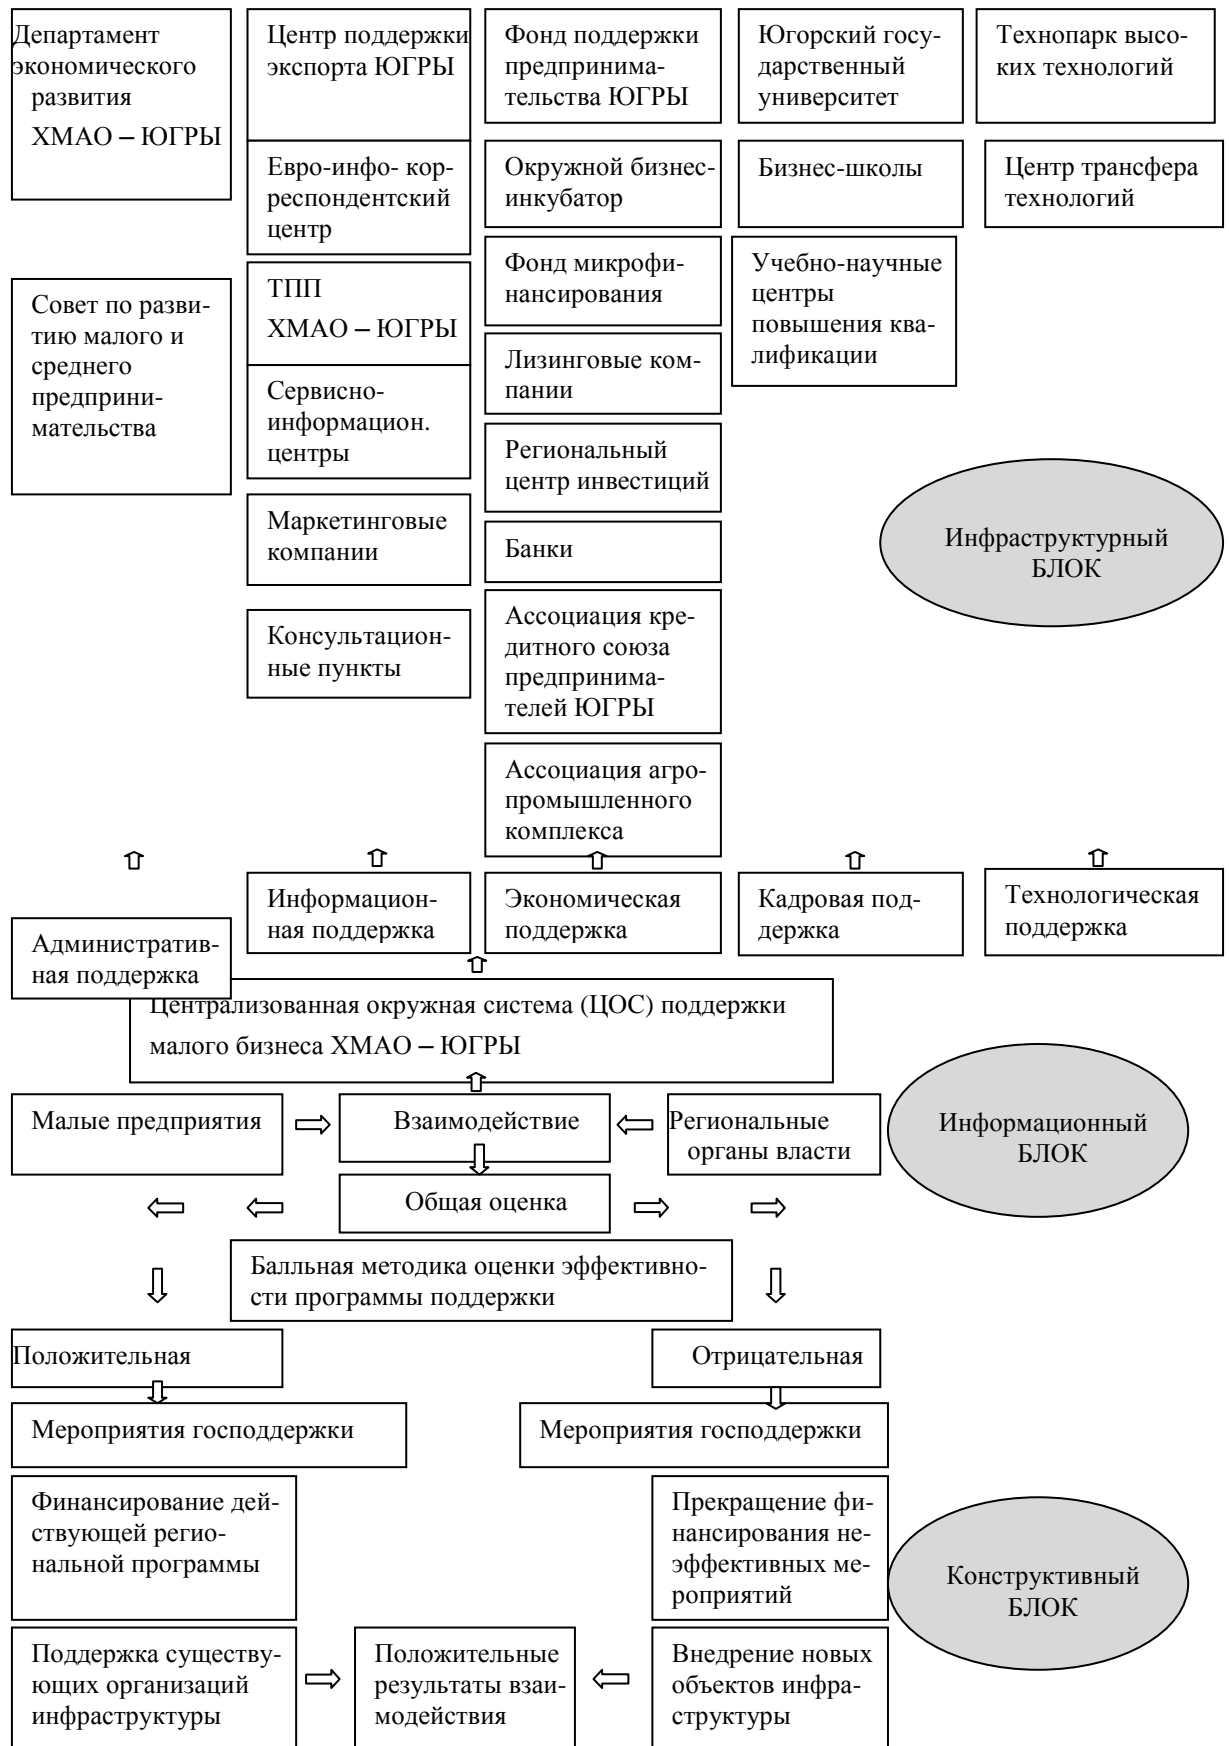 Департамент
экономического
развития
ХМАО – ЮГРЫ
Совет по разви-
тию малого и
среднего
предприни-
мательства
Центр поддержки
экспорта ЮГРЫ
Евро-инфо- кор-
респондентский
центр
ТПП
ХМАО – ЮГРЫ
Сервисно-
информацион.
центры
Маркетинговые
компании
Консультацион-
ные пункты
Фонд поддержки
предпринима-
тельства ЮГРЫ
Окружной бизнес-
инкубатор
Фонд микрофи-
нансирования
Лизинговые ком-
пании
Региональный
центр инвестиций
Банки
Ассоциация кре-
дитного союза
предпринима-
телей ЮГРЫ
Ассоциация агро-
промышленного
комплекса
Югорский госу-
дарственный
университет
Бизнес-школы
Учебно-научные
центры
повышения ква-
лификации
Технопарк высо-
ких технологий
Центр трансфера
технологий
Инфраструктурный
БЛОК
Административ-
ная поддержка
Информацион-
ная поддержка
Экономическая
поддержка
Кадровая под-
держка
Технологическая
поддержка
Централизованная окружная система (ЦОС) поддержки
малого бизнеса ХМАО – ЮГРЫ
Малые предприятия
Взаимодействие
Региональные
органы власти
Информационный
БЛОК
Общая оценка
Балльная методика оценки эффективно-
сти программы поддержки
Положительная
Отрицательная
Мероприятия господдержки
Мероприятия господдержки
Финансирование дей-
ствующей регио-
нальной программы
Прекращение фи-
нансирования не-
эффективных ме-
роприятий
Конструктивный
БЛОК
Поддержка существу-
ющих организаций
инфраструктуры
Положительные
результаты взаи-
модействия
Внедрение новых
объектов инфра-
структуры